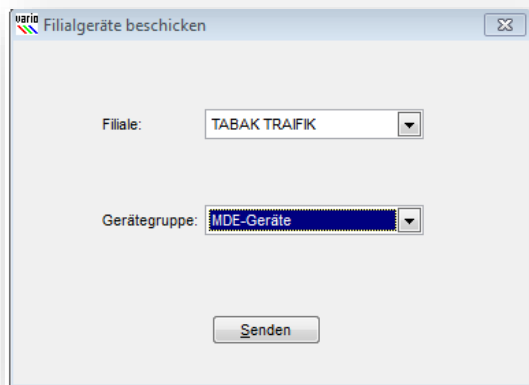 vario
Filialgeräte beschicken
Filiale:
TABAK TRAIFIK
Gerätegruppe:
MDE-Geräte
Senden